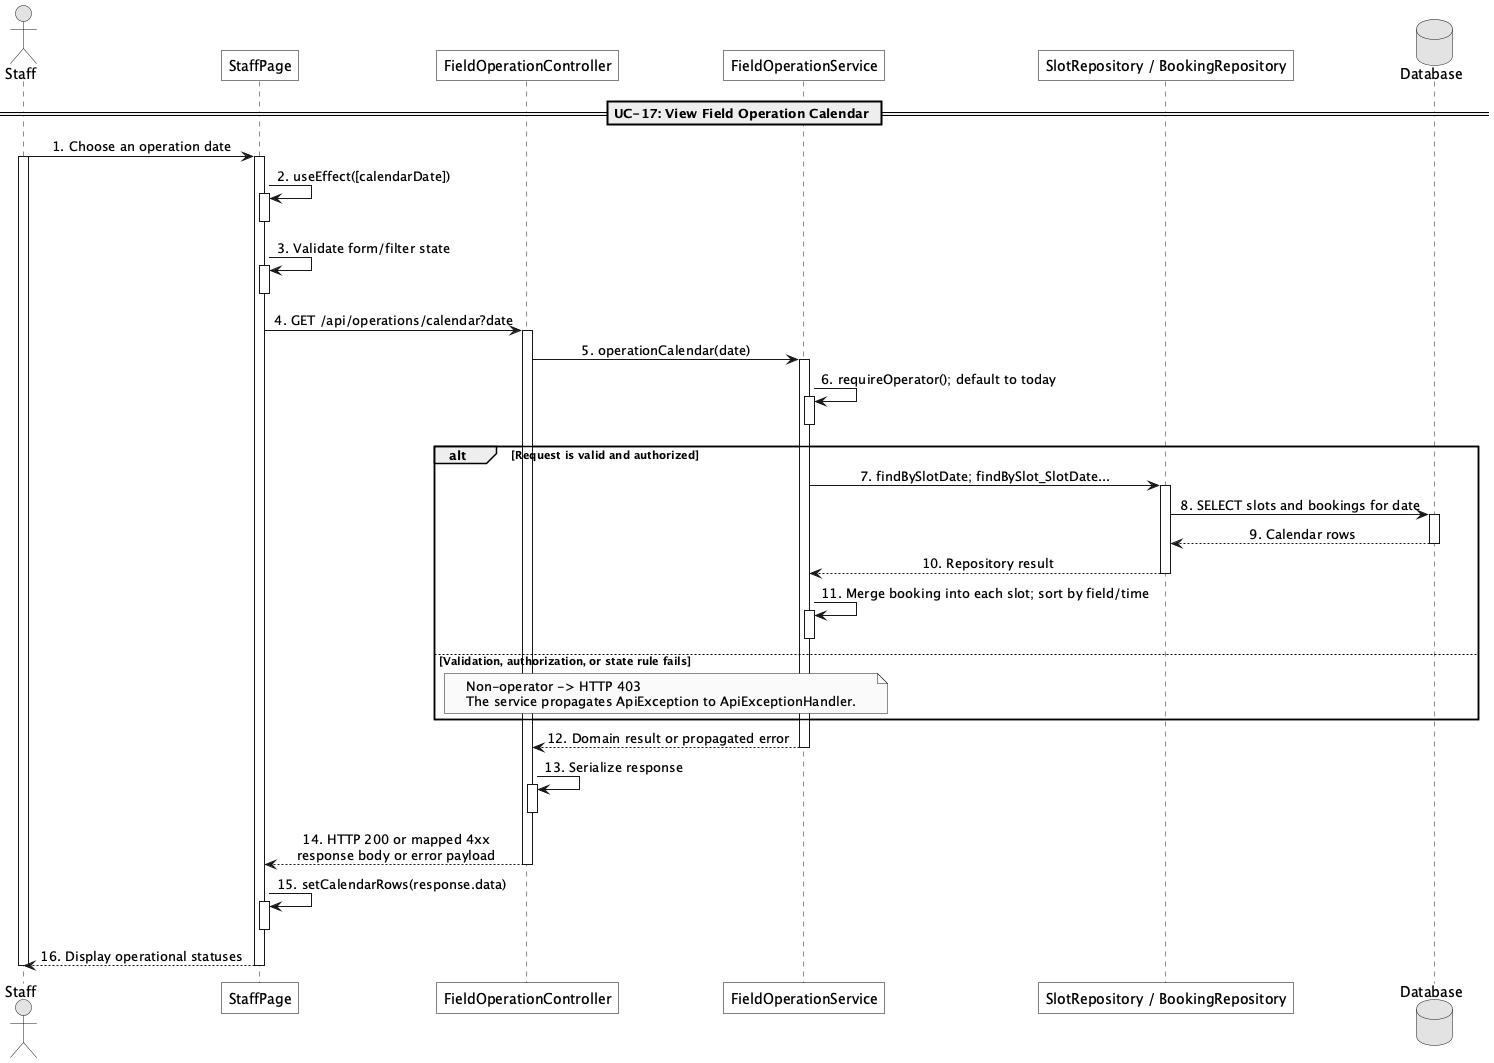 Staff
StaffPage
FieldOperationController
FieldOperationService
SlotRepository / BookingRepository
Database
UC-17: View Field Operation Calendar
1. Choose an operation date
2. useEffect([calendarDate])
3. Validate form/filter state
4. GET /api/operations/calendar?date
5. operationCalendar(date)
6. requireOperator(); default to today
alt
[Request is valid and authorized]
7. findBySlotDate; findBySlot_SlotDate...
8. SELECT slots and bookings for date
9. Calendar rows
10. Repository result
11. Merge booking into each slot; sort by field/time
[Validation, authorization, or state rule fails]
Non-operator -> HTTP 403
The service propagates ApiException to ApiExceptionHandler.
12. Domain result or propagated error
13. Serialize response
14. HTTP 200 or mapped 4xx
response body or error payload
15. setCalendarRows(response.data)
16. Display operational statuses
Staff
StaffPage
FieldOperationController
FieldOperationService
SlotRepository / BookingRepository
Database